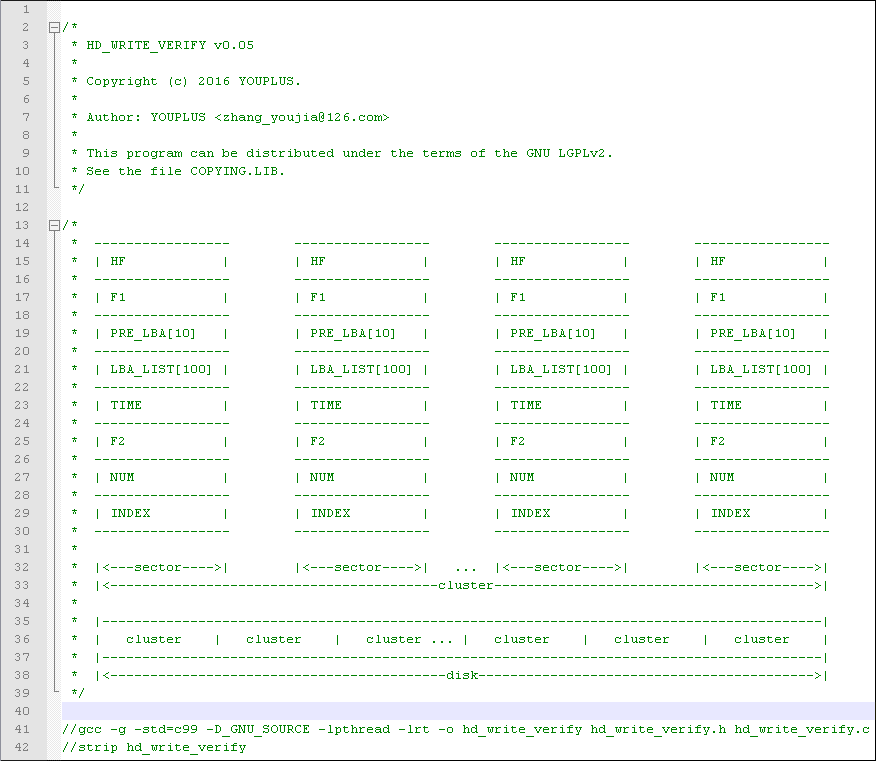 1
2 /*
3  * HD_WRITE_VERIFY v0.05
4  *
5  * Copyright (c) 2016 YOUPLUS.
6  *
7  * Author: YOUPLUS <zhang_youjia@126.com>
8  *
9  * This program can be distributed under the terms of the GNU LGPLv2.
10  * See the file COPYING.LIB.
11  */
12
13 /*
14  *  -----------------        -----------------        -----------------        -----------------
15  *  | HF            |        | HF            |        | HF            |        | HF            |
16  *  -----------------        -----------------        -----------------        -----------------
17  *  | F1            |        | F1            |        | F1            |        | F1            |
18  *  -----------------        -----------------        -----------------        -----------------
19  *  | PRE_LBA[10]   |        | PRE_LBA[10]   |        | PRE_LBA[10]   |        | PRE_LBA[10]   |
20  *  -----------------        -----------------        -----------------        -----------------
21  *  | LBA_LIST[100] |        | LBA_LIST[100] |        | LBA_LIST[100] |        | LBA_LIST[100] |
22  *  -----------------        -----------------        -----------------        -----------------
23  *  | TIME          |        | TIME          |        | TIME          |        | TIME          |
24  *  -----------------        -----------------        -----------------        -----------------
25  *  | F2            |        | F2            |        | F2            |        | F2            |
26  *  -----------------        -----------------        -----------------        -----------------
27  *  | NUM           |        | NUM           |        | NUM           |        | NUM           |
28  *  -----------------        -----------------        -----------------        -----------------
29  *  | INDEX         |        | INDEX         |        | INDEX         |        | INDEX         |
30  *  -----------------        -----------------        -----------------        -----------------
31  *
32  *  |<---sector---->|        |<---sector---->|   ...  |<---sector---->|        |<---sector---->|
33  *  |<-----------------------------------------cluster---------------------------------------->|
34  *
35  *  |------------------------------------------------------------------------------------------|
36  *  |   cluster    |   cluster    |   cluster ... |   cluster    |   cluster    |   cluster    |
37  *  |------------------------------------------------------------------------------------------|
38  *  |<------------------------------------------disk------------------------------------------>|
39  */
40
41 //gcc -g -std=c99 -D_GNU_SOURCE -lpthread -lrt -o hd_write_verify hd_write_verify.h hd_write_verify.c
42 //strip hd_write_verify